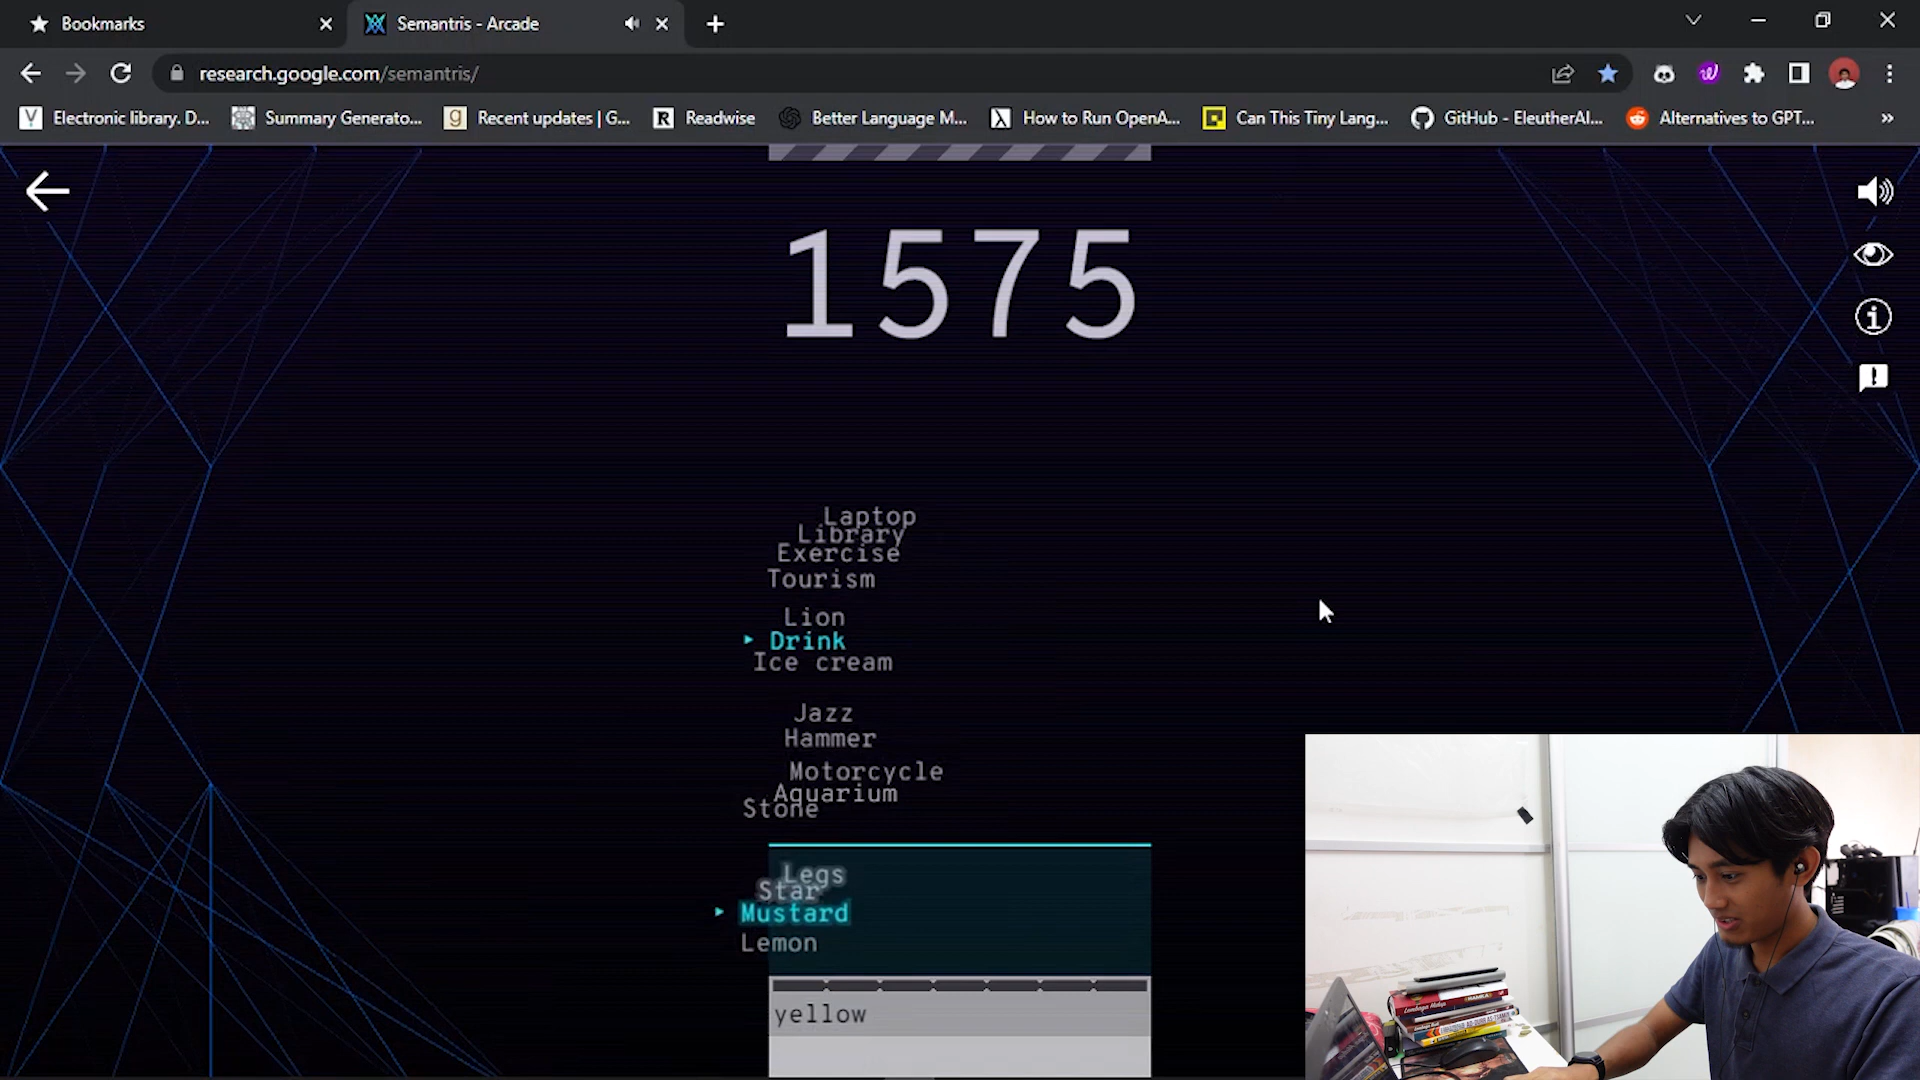 Bookmarks
Semantris - Arcade
research.google.com/semantris/
Electronic library. D...
Summary Generato...
Recent updates | G...
Readwise
Better Language M...
How to Run OpenA...
Can This Tiny Lang...
GitHub - EleutherAI...
Alternatives to GPT...
1575
Laptop
Library
Exercise
Tourism
Lion
Drink
Ice cream
Jazz
Hammer
Motorcycle
Aquarium
Stone
Legs
Star
Mustard
Lemon
yellow
HAMKA